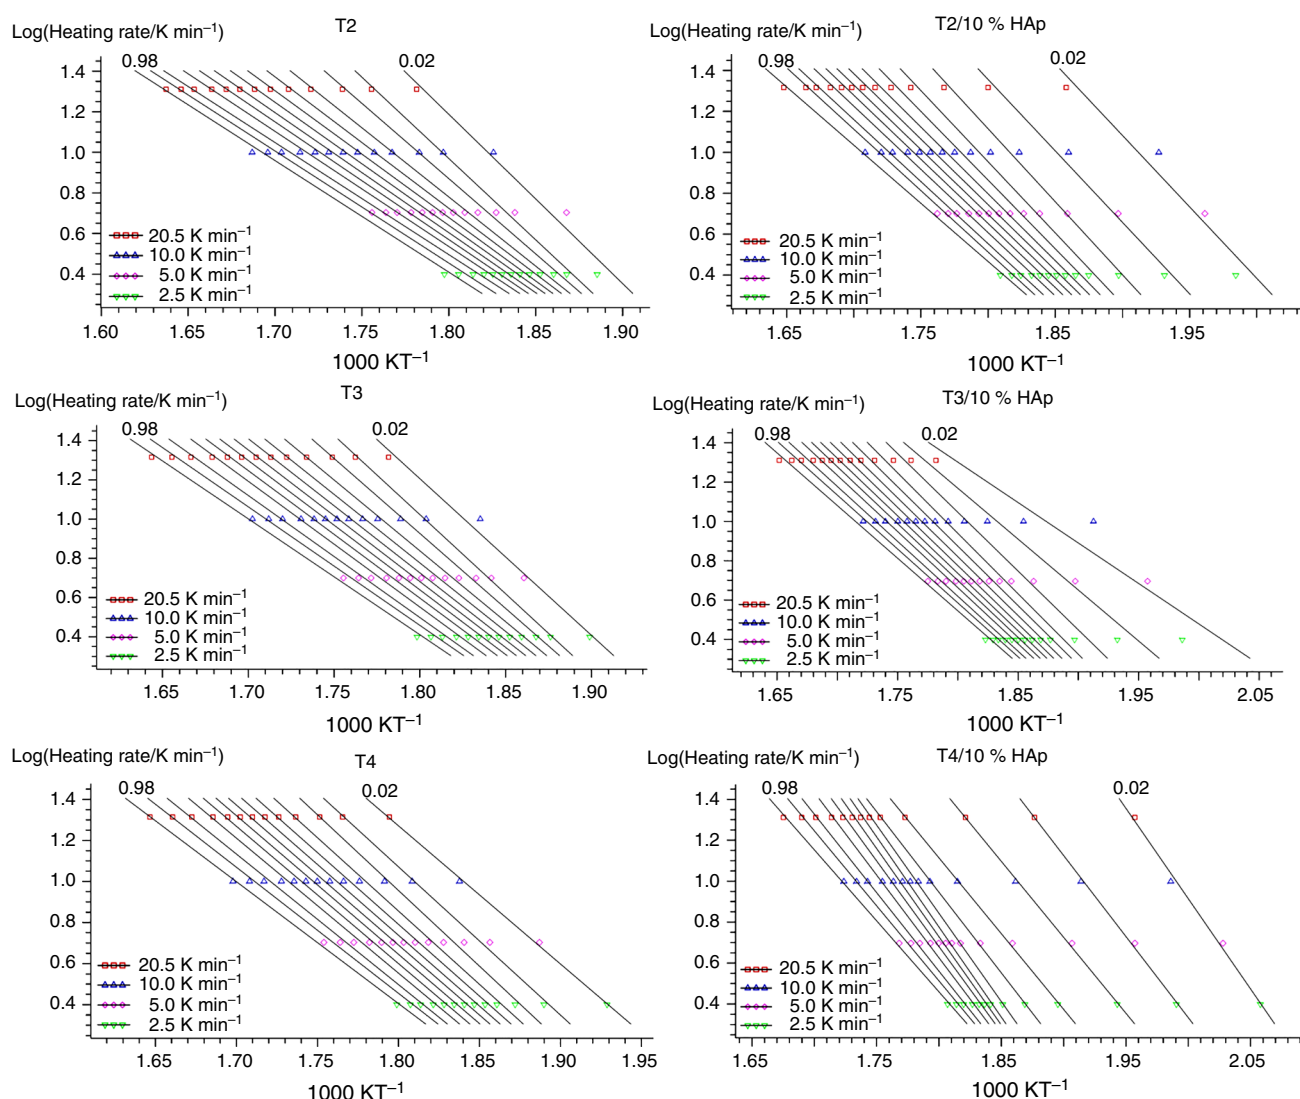 T2
Log(Heating rate/K min–1)
0.98
0.02
1.4
1.2
1.0
0.8
0.6
0.4
20.5 K min–1
10.0 K min–1
5.0 K min–1
2.5 K min–1
1.60
1.65
1.70
1.75
1.80
1.85
1.90
1000 KT–1
T2/10 % HAp
Log(Heating rate/K min–1)
0.98
0.02
1.4
1.2
1.0
0.8
0.6
0.4
20.5 K min–1
10.0 K min–1
5.0 K min–1
2.5 K min–1
1.65
1.75
1.85
1.95
1000 KT–1
T3
Log(Heating rate/K min–1)
0.98
0.02
1.4
1.2
1.0
0.8
0.6
0.4
20.5 K min–1
10.0 K min–1
5.0 K min–1
2.5 K min–1
1.65
1.70
1.75
1.80
1.85
1.90
1000 KT–1
T3/10 % HAp
Log(Heating rate/K min–1)
0.98
0.02
1.4
1.2
1.0
0.8
0.6
0.4
20.5 K min–1
10.0 K min–1
5.0 K min–1
2.5 K min–1
1.65
1.75
1.85
1.95
2.05
1000 KT–1
T4
Log(Heating rate/K min–1)
0.98
0.02
1.4
1.2
1.0
0.8
0.6
0.4
20.5 K min–1
10.0 K min–1
5.0 K min–1
2.5 K min–1
1.65
1.70
1.75
1.80
1.85
1.90
1.95
1000 KT–1
T4/10 % HAp
Log(Heating rate/K min–1)
0.98
0.02
1.4
1.2
1.0
0.8
0.6
0.4
20.5 K min–1
10.0 K min–1
5.0 K min–1
2.5 K min–1
1.65
1.75
1.85
1.95
2.05
1000 KT–1